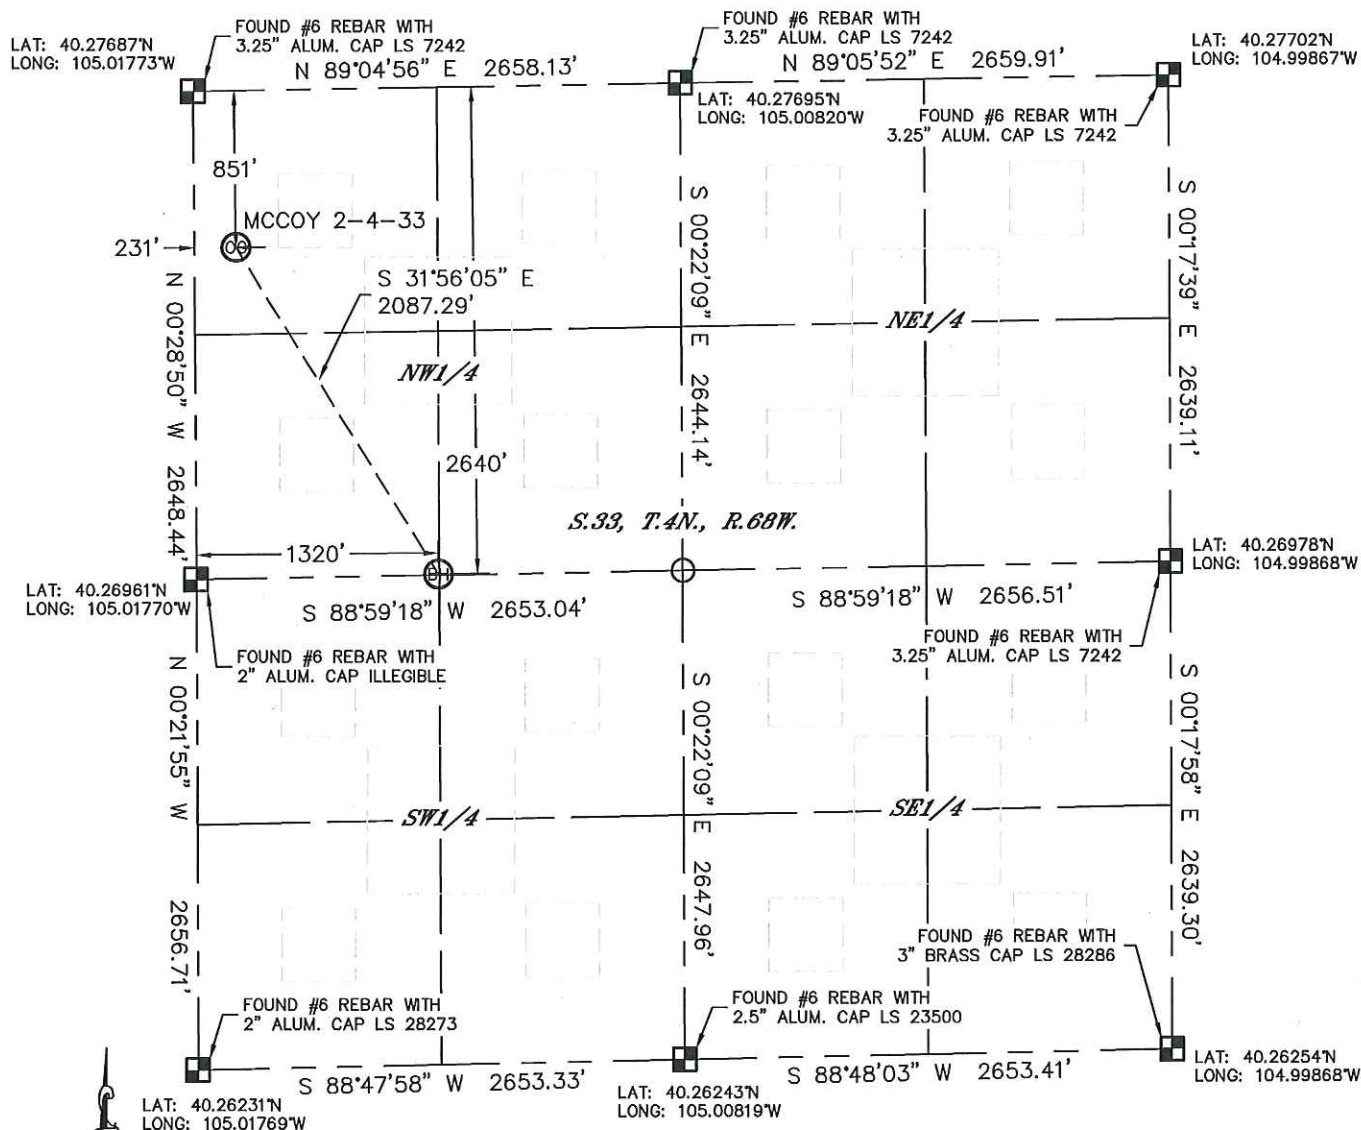 LAT: 40.27687°N
LONG: 105.01773°W
FOUND #6 REBAR WITH
3.25" ALUM. CAP LS 7242
N 89°04'56" E 2658.13'
FOUND #6 REBAR WITH
3.25" ALUM. CAP LS 7242
N 89°05'52" E 2659.91'
LAT: 40.27702°N
LONG: 104.99867°W
LAT: 40.27695°N
LONG: 105.00820°W
FOUND #6 REBAR WITH
3.25" ALUM. CAP LS 7242
851'
MCCOY 2-4-33
231'
S 31°56'05" E
2087.29'
N 00°28'50" W 2648.44'
NW1/4
2640'
S 00°22'09" E 2644.14'
NE1/4
S 00°17'39" E 2639.11'
S.33, T.4N., R.68W.
1320'
LAT: 40.26961°N
LONG: 105.01770°W
S 88°59'18" W 2653.04'
S 88°59'18" W 2656.51'
LAT: 40.26978°N
LONG: 104.99868°W
FOUND #6 REBAR WITH
2" ALUM. CAP ILLEGIBLE
FOUND #6 REBAR WITH
3.25" ALUM. CAP LS 7242
N 00°21'55" W 2656.71'
SW1/4
S 00°22'09" E 2647.96'
SE1/4
S 00°17'58" E 2639.30'
FOUND #6 REBAR WITH
2" ALUM. CAP LS 28273
FOUND #6 REBAR WITH
2.5" ALUM. CAP LS 23500
FOUND #6 REBAR WITH
3" BRASS CAP LS 28286
S 88°47'58" W 2653.33'
S 88°48'03" W 2653.41'
LAT: 40.26231°N
LONG: 105.01769°W
LAT: 40.26243°N
LONG: 105.00819°W
LAT: 40.26254°N
LONG: 104.99868°W